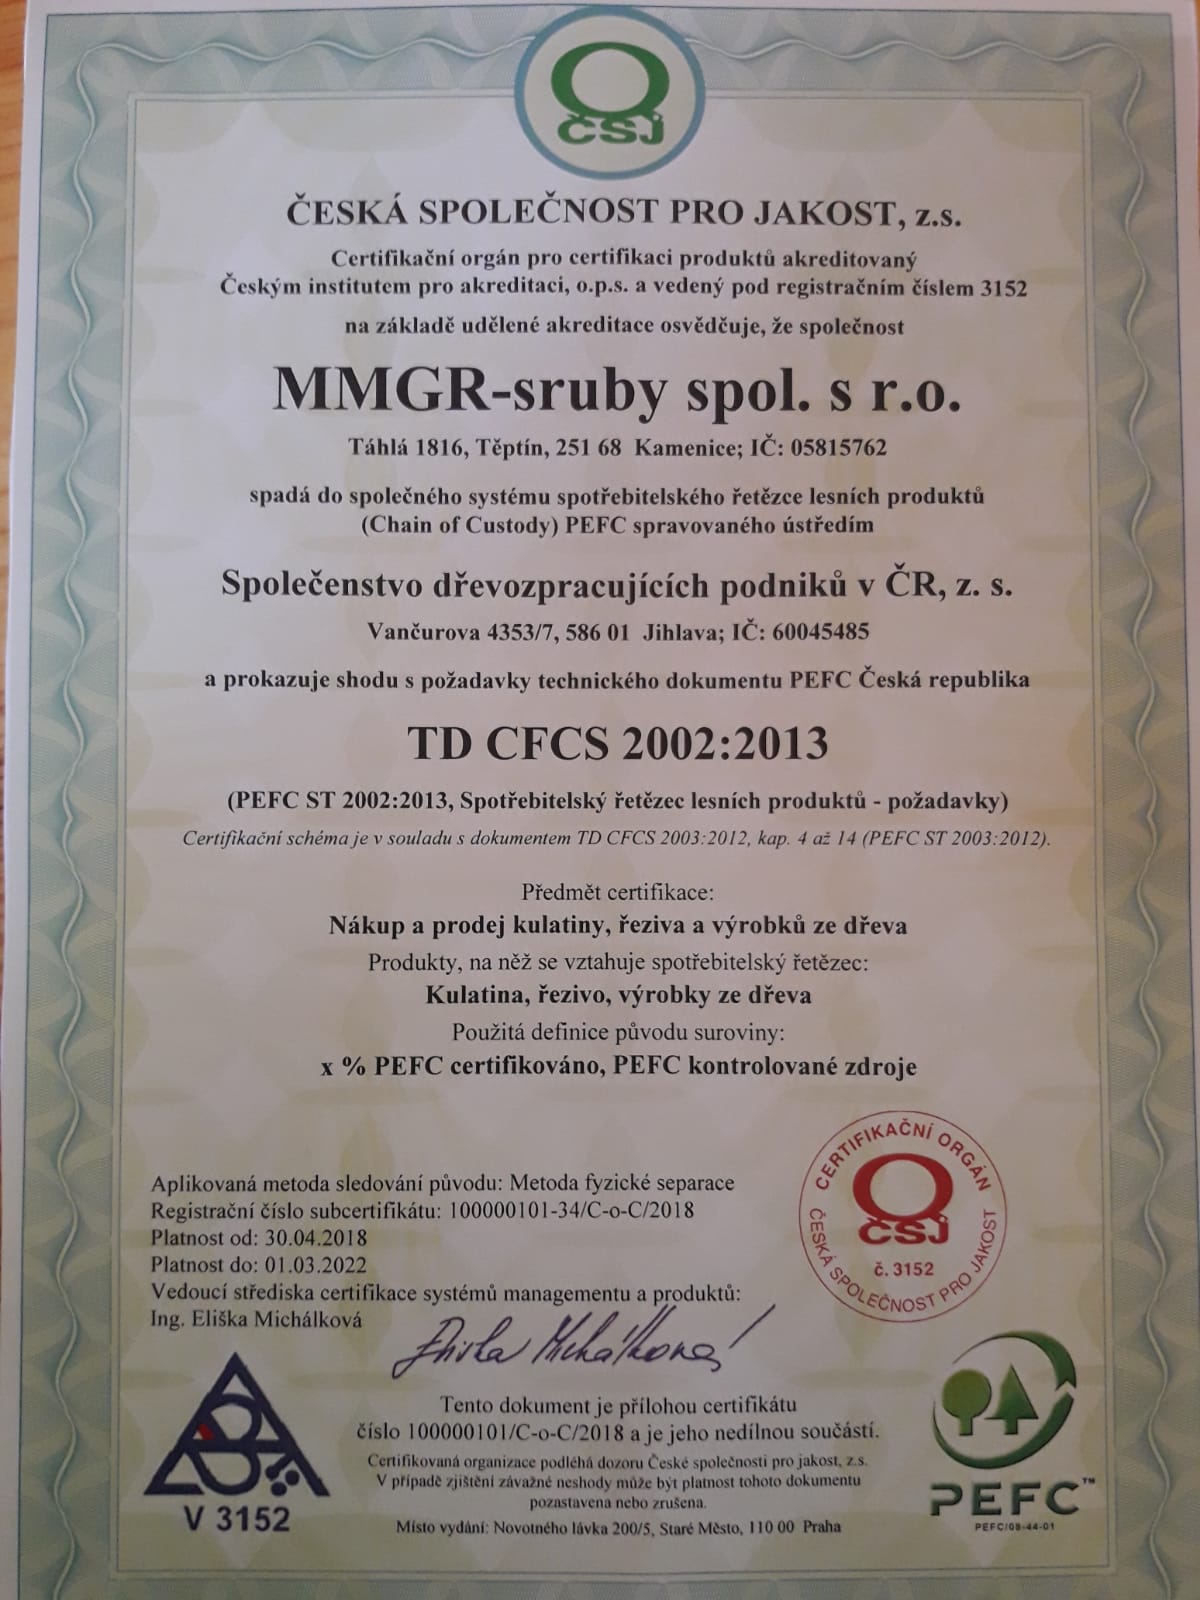 ČSJ
ČESKÁ SPOLEČNOST PRO JAKOST, z.s.
Certifikační orgán pro certifikaci produktů akreditovaný
Českým institutem pro akreditaci, o.p.s. a vedený pod registračním číslem 3152
na základě udělené akreditace osvědčuje, že společnost
MMGR-sruby spol. s r.o.
Táhlá 1816, Těptín, 251 68 Kamenice; IČ: 05815762
spadá do společného systému spotřebitelského řetězce lesních produktů
(Chain of Custody) PEFC spravovaného ústředím
Společenstvo dřevozpracujících podniků v ČR, z. s.
Vančurova 4353/7, 586 01 Jihlava; IČ: 60045485
a prokazuje shodu s požadavky technického dokumentu PEFC Česká republika
TD CFCS 2002:2013
(PEFC ST 2002:2013, Spotřebitelský řetězec lesních produktů - požadavky)
Certifikační schéma je v souladu s dokumentem TD CFCS 2003:2012, kap. 4 až 14 (PEFC ST 2003:2012).
Předmět certifikace:
Nákup a prodej kulatiny, řeziva a výrobků ze dřeva
Produkty, na něž se vztahuje spotřebitelský řetězec:
Kulatina, řezivo, výrobky ze dřeva
Použitá definice původu suroviny:
x % PEFC certifikováno, PEFC kontrolované zdroje
Aplikovaná metoda sledování původu: Metoda fyzické separace
Registrační číslo subcertifikátu: 100000101-34/C-o-C/2018
Platnost od: 30.04.2018
Platnost do: 01.03.2022
Vedoucí střediska certifikace systémů managementu a produktů:
Ing. Eliška Michálková
Eliška Michálková
CERTIFIKAČNÍ ORGÁN
ČSJ
č. 3152
ČESKÁ SPOLEČNOST PRO JAKOST
Tento dokument je přílohou certifikátu
číslo 100000101/C-o-C/2018 a je jeho nedílnou součástí.
Certifikovaná organizace podléhá dozoru České společnosti pro jakost, z.s.
V případě zjištění závažné neshody může být platnost tohoto dokumentu
pozastavena nebo zrušena.
Místo vydání: Novotného lávka 200/5, Staré Město, 110 00 Praha
V 3152
PEFC™
PEFC/08-44-01